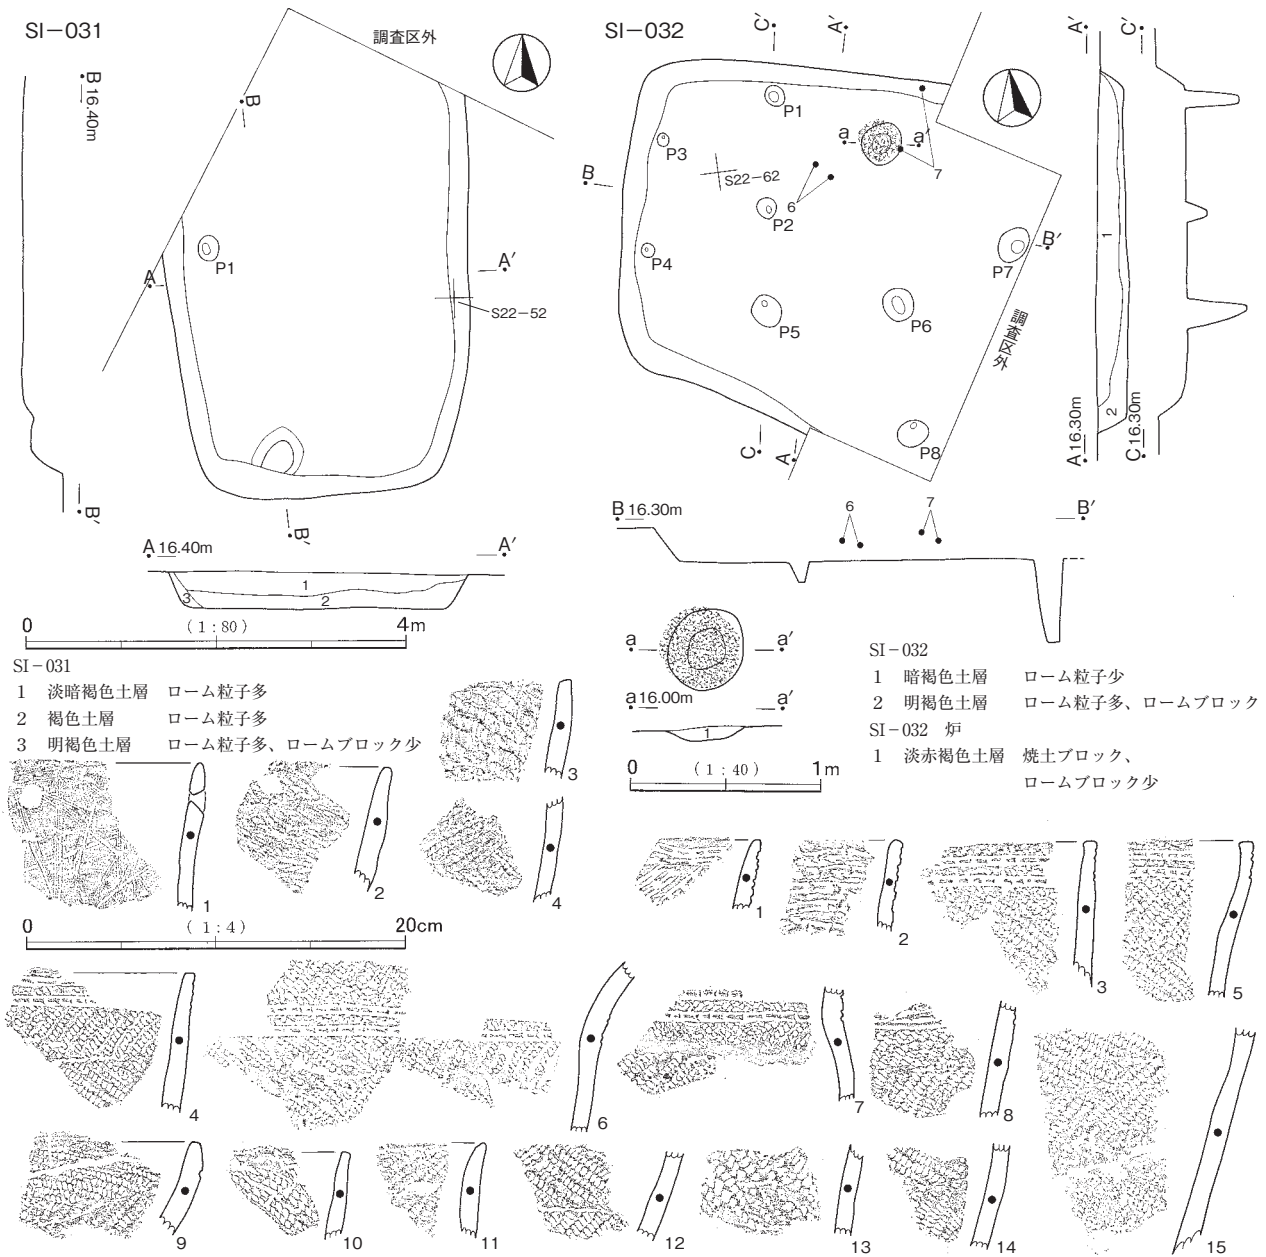 SI-031
調査区外
B
16.40m
B
P1
A
A′
S22-52
B′
B′
A 16.40m
A′
1
2
3
0
(1:80)
4m
SI-031
1 淡暗褐色土層 ローム粒子多
2 褐色土層 ローム粒子多
3 明褐色土層 ローム粒子多、ロームブロック少
1
2
3
4
0
(1:4)
20cm
SI-032
C′
A′
A′
C′
P1
a
a′
P3
S22-62
7
B
6
P2
P4
P7
B′
P5
P6
調査区外
C
A
P8
1
2
A 16.30m
C 16.30m
B 16.30m
6
7
B′
a
a′
a 16.00m
a′
1
0
(1:40)
1m
SI-032
1 暗褐色土層 ローム粒子少
2 明褐色土層 ローム粒子多、ロームブロック
SI-032 炉
1 淡赤褐色土層 焼土ブロック、
ロームブロック少
1
2
3
5
4
6
7
8
9
10
11
12
13
14
15